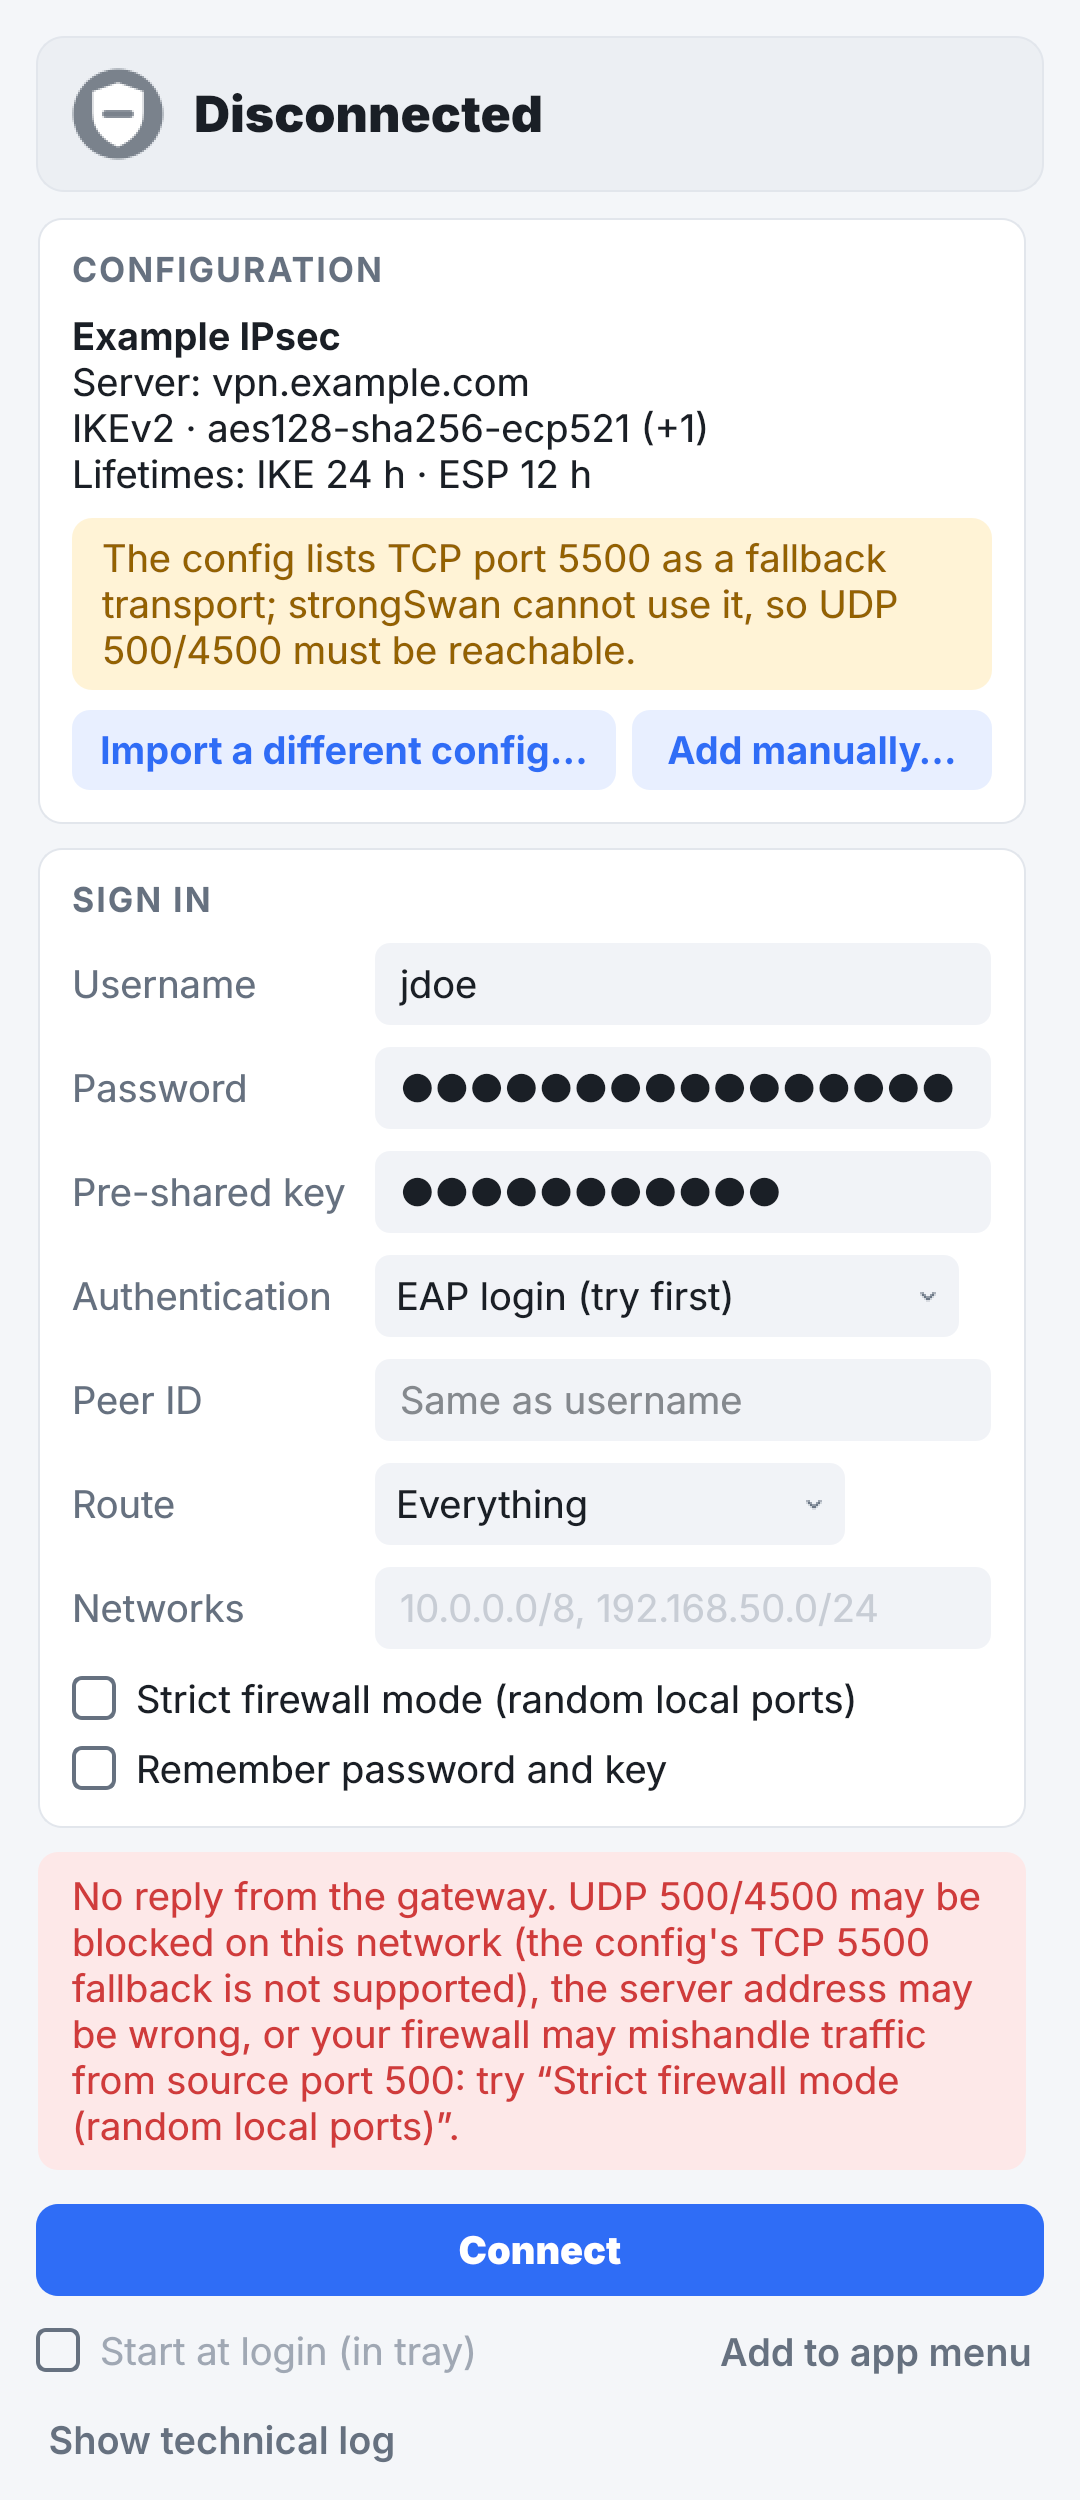 Disconnected
CONFIGURATION
Example IPsec
Server: vpn.example.com
IKEv2 · aes128-sha256-ecp521 (+1)
Lifetimes: IKE 24 h · ESP 12 h
The config lists TCP port 5500 as a fallback
transport; strongSwan cannot use it, so UDP
500/4500 must be reachable.
Import a different config...
Add manually...
SIGN IN
Username
jdoe
Password
●●●●●●●●●●●●●●●●
Pre-shared key
●●●●●●●●●●●
Authentication
EAP login (try first)
Peer ID
Same as username
Route
Everything
Networks
10.0.0.0/8, 192.168.50.0/24
Strict firewall mode (random local ports)
Remember password and key
No reply from the gateway. UDP 500/4500 may be
blocked on this network (the config's TCP 5500
fallback is not supported), the server address may
be wrong, or your firewall may mishandle traffic
from source port 500: try “Strict firewall mode
(random local ports)”.
Connect
Start at login (in tray)
Add to app menu
Show technical log